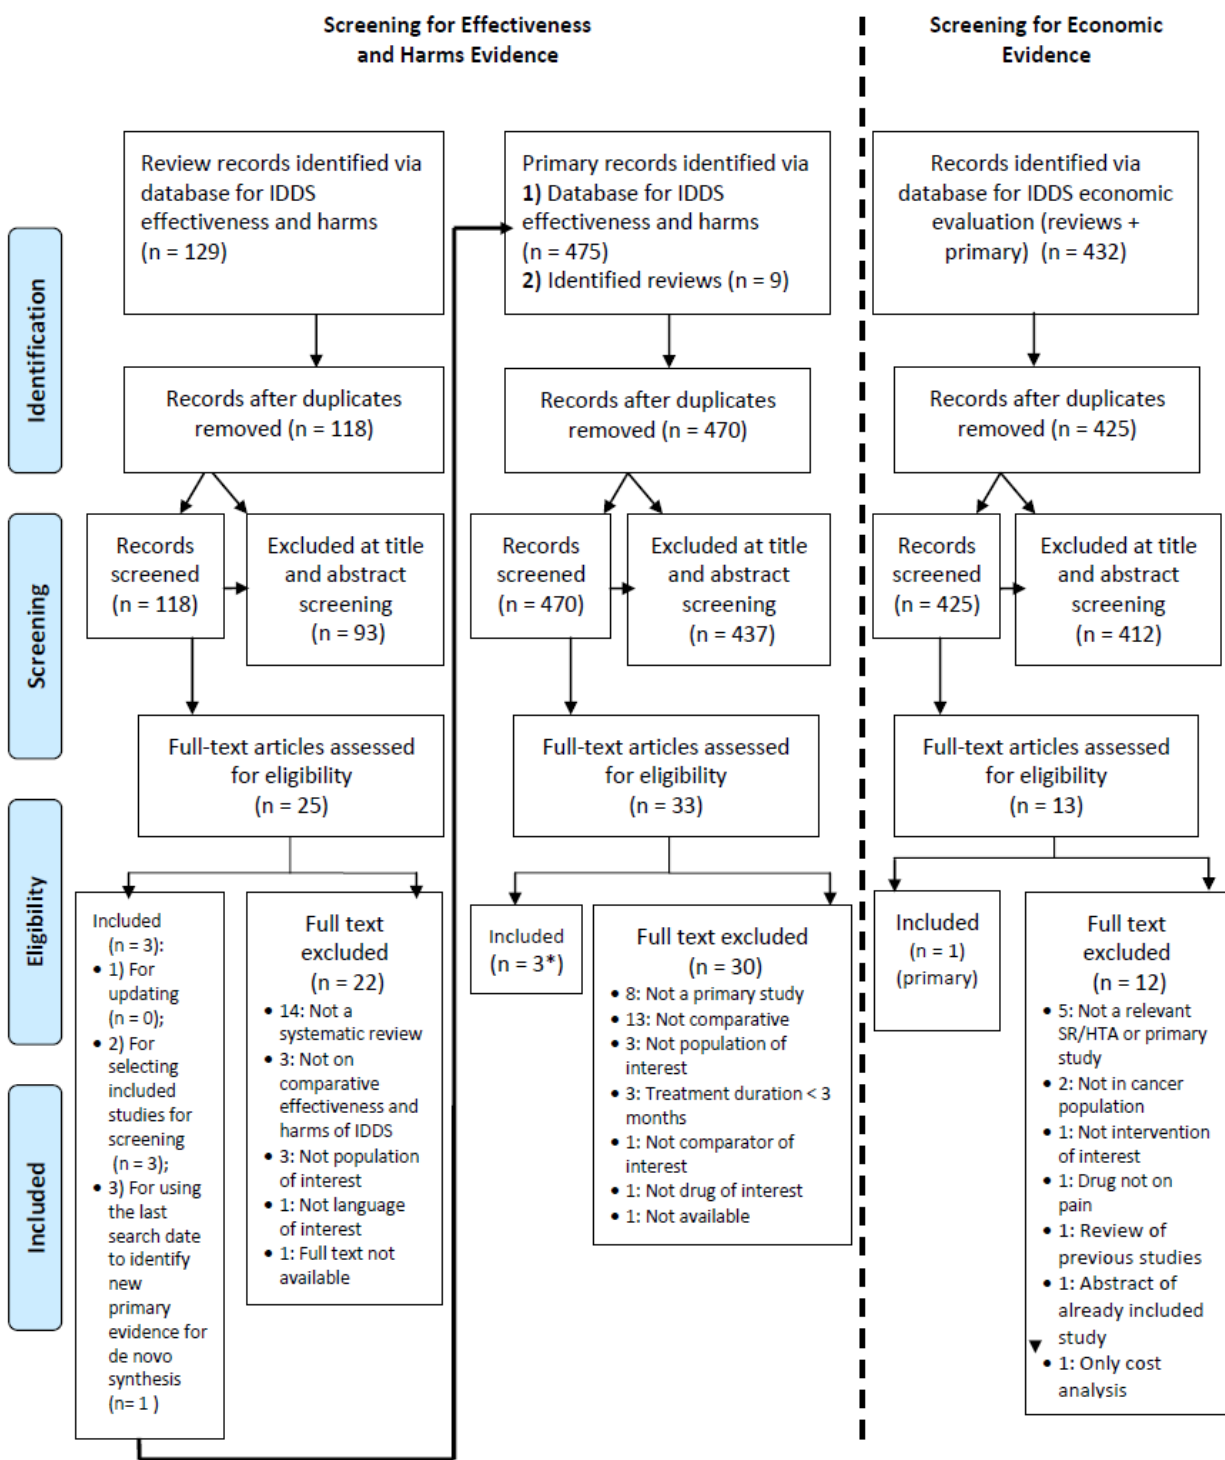 Screening for Effectiveness
and Harms Evidence
Screening for Economic
Evidence
Identification
Screening
Eligibility
Included
Review records identified via
database for IDDS
effectiveness and harms
(n = 129)
Records after duplicates
removed (n = 118)
Records
screened
(n = 118)
Excluded at title
and abstract
screening
(n = 93)
Full-text articles assessed
for eligibility
(n = 25)
Included
(n = 3):
• 1) For
updating
(n = 0);
• 2) For
selecting
included
studies for
screening
(n = 3);
• 3) For using
the last
search date
to identify
new
primary
evidence for
de novo
synthesis
(n= 1 )
Full text
excluded
(n = 22)
• 14: Not a
systematic review
• 3: Not on
comparative
effectiveness and
harms of IDDS
• 3: Not population
of interest
• 1: Not language
of interest
• 1: Full text not
available
Primary records identified via
1) Database for IDDS
effectiveness and harms
(n = 475)
2) Identified reviews (n = 9)
Records after duplicates
removed (n = 470)
Records
screened
(n = 470)
Excluded at title
and abstract
screening
(n = 437)
Full-text articles assessed
for eligibility
(n = 33)
Included
(n = 3*)
Full text excluded
(n = 30)
• 8: Not a primary study
• 13: Not comparative
• 3: Not population of
interest
• 3: Treatment duration < 3
months
• 1: Not comparator of
interest
• 1: Not drug of interest
• 1: Not available
Records identified via
database for IDDS economic
evaluation (reviews +
primary) (n = 432)
Records after duplicates
removed (n = 425)
Records
screened
(n = 425)
Excluded at title
and abstract
screening
(n = 412)
Full-text articles assessed
for eligibility
(n = 13)
Included
(n = 1)
(primary)
Full text
excluded
(n = 12)
• 5: Not a relevant
SR/HTA or primary
study
• 2: Not in cancer
population
• 1: Not intervention
of interest
• 1: Drug not on
pain
• 1: Review of
previous studies
• 1: Abstract of
already included
study
• 1: Only cost
analysis